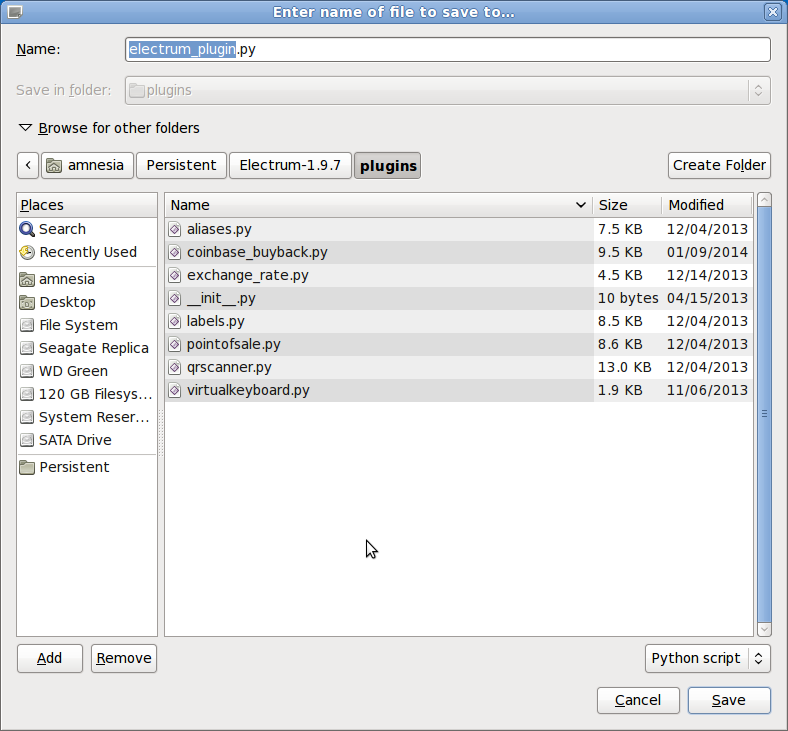 Enter name of file to save to...
Name: electrum_plugin.py
Save in folder: plugins
Browse for other folders
amnesia Persistent Electrum-1.9.7 plugins Create Folder
Places Name Size Modified
Search aliases.py 7.5 KB 12/04/2013
Recently Used coinbase_buyback.py 9.5 KB 01/09/2014
amnesia exchange_rate.py 4.5 KB 12/14/2013
Desktop __init__.py 10 bytes 04/15/2013
File System labels.py 8.5 KB 12/04/2013
Seagate Replica pointofsale.py 8.6 KB 12/04/2013
WD Green qrscanner.py 13.0 KB 12/04/2013
120 GB Filesys... virtualkeyboard.py 1.9 KB 11/06/2013
System Reser...
SATA Drive
Persistent
Add Remove Python script
Cancel Save